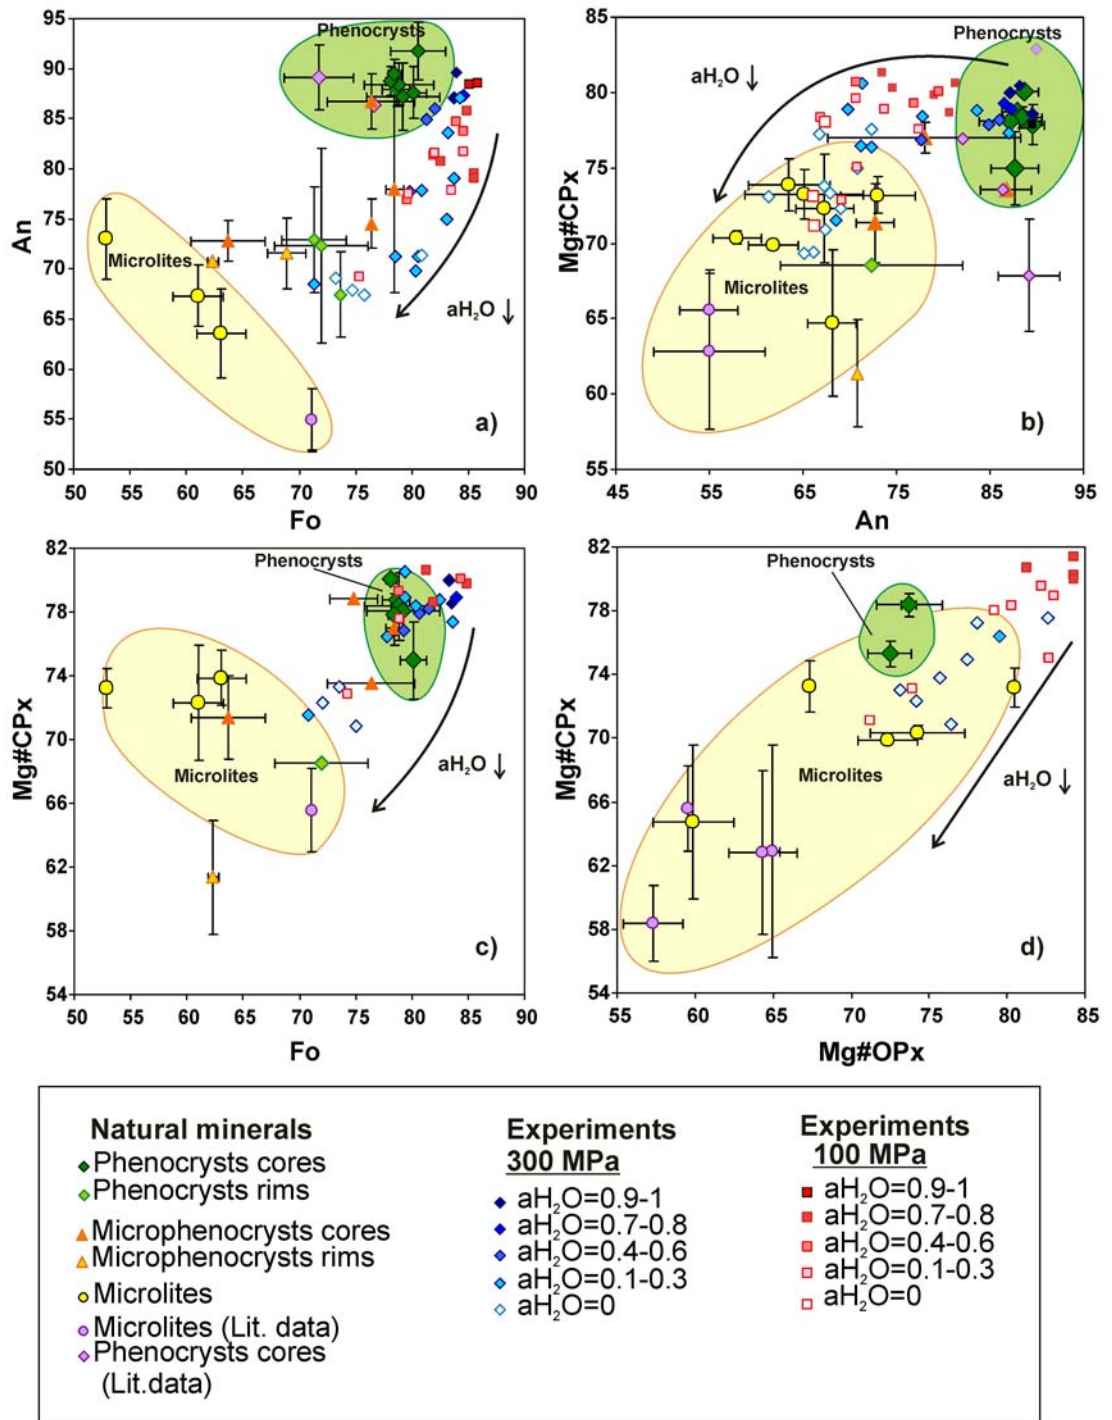 95
90
85
80
75
70
65
60
55
50
An
50 55 60 65 70 75 80 85 90
Fo
Phenocrysts
Microlites
aH2O ↓
a)
85
80
75
70
65
60
55
Mg#CPx
45 55 65 75 85 95
An
Phenocrysts
aH2O ↓
Microlites
b)
82
78
74
70
66
62
58
54
Mg#CPx
50 55 60 65 70 75 80 85 90
Fo
Phenocrysts
Microlites
aH2O ↓
c)
82
78
74
70
66
62
58
54
Mg#CPx
55 60 65 70 75 80 85
Mg#OPx
Phenocrysts
Microlites
aH2O ↓
d)
Natural minerals
Phenocrysts cores
Phenocrysts rims
Microphenocrysts cores
Microphenocrysts rims
Microlites
Microlites (Lit. data)
Phenocrysts cores
(Lit.data)
Experiments
300 MPa
aH2O=0.9-1
aH2O=0.7-0.8
aH2O=0.4-0.6
aH2O=0.1-0.3
aH2O=0
Experiments
100 MPa
aH2O=0.9-1
aH2O=0.7-0.8
aH2O=0.4-0.6
aH2O=0.1-0.3
aH2O=0